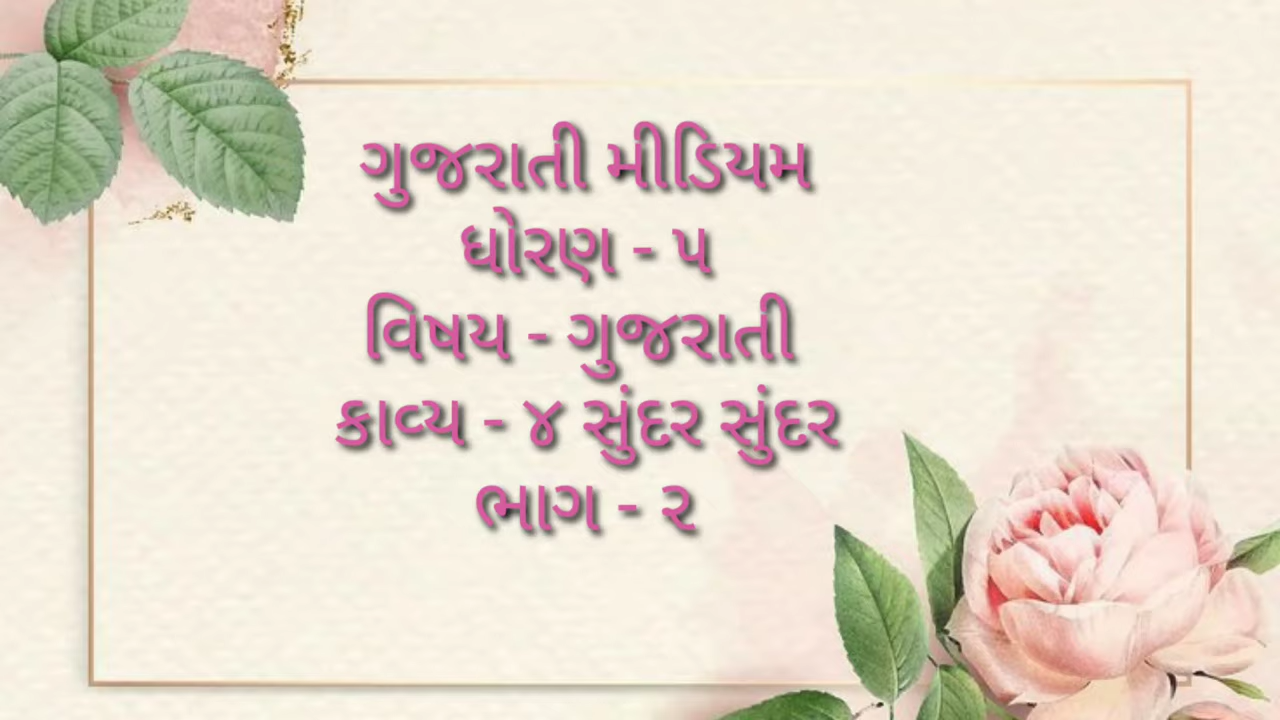 ગુજરાતી મીડિયમ
ધોરણ - ૫
વિષય - ગુજરાતી
કાવ્ય - ૪ સુંદર સુંદર
ભાગ - ૨